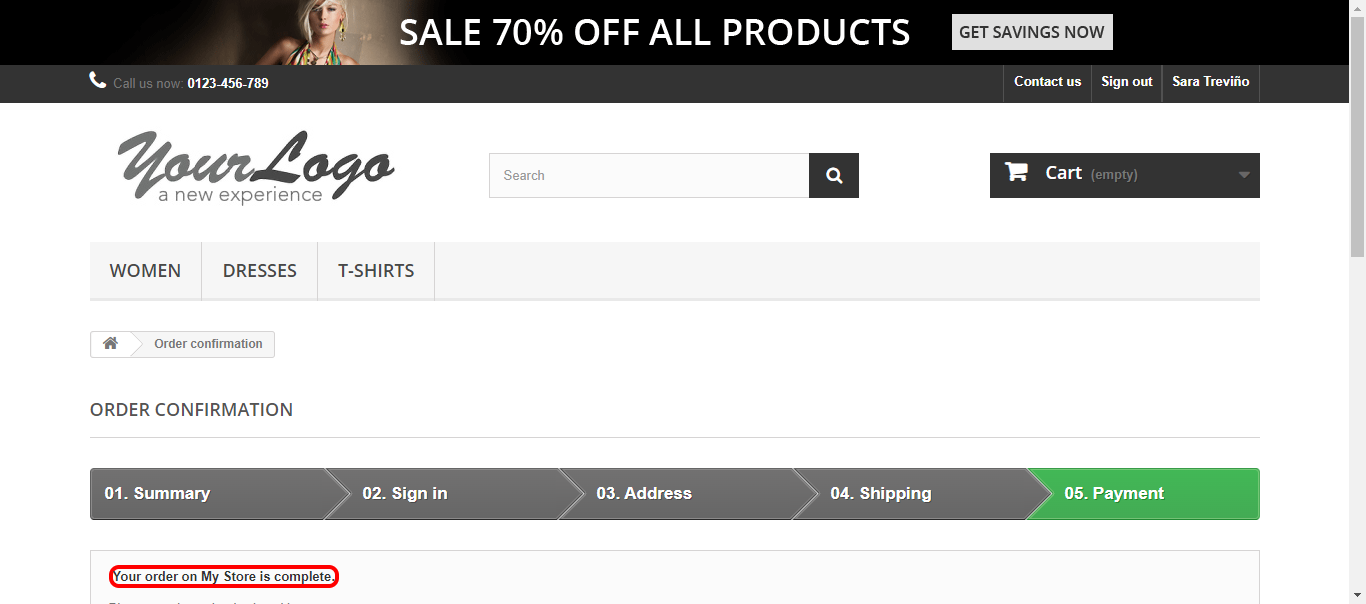 SALE 70% OFF ALL PRODUCTS GET SAVINGS NOW
Call us now: 0123-456-789 Contact us Sign out Sara Treviño
YourLogo
a new experience
Search Cart (empty)
WOMEN DRESSES T-SHIRTS
Order confirmation
ORDER CONFIRMATION
01. Summary 02. Sign in 03. Address 04. Shipping 05. Payment
Your order on My Store is complete.